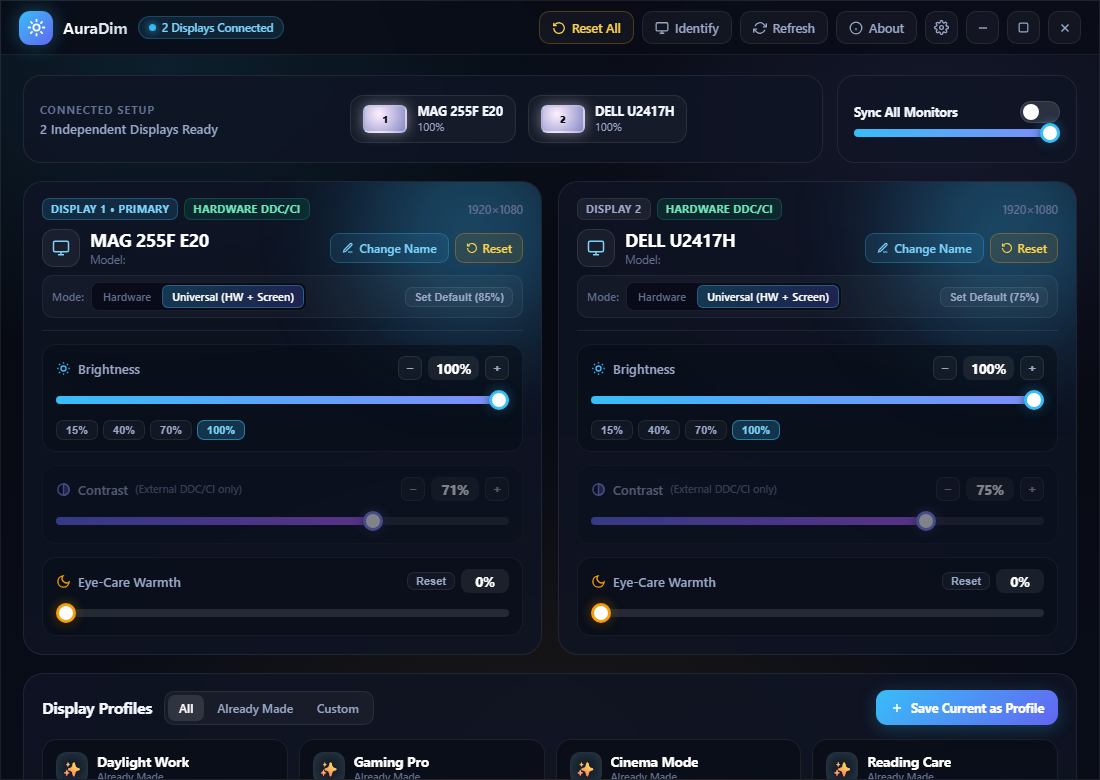 AuraDim
2 Displays Connected
Reset All
Identify
Refresh
About
CONNECTED SETUP
2 Independent Displays Ready
1
MAG 255F E20
100%
2
DELL U2417H
100%
Sync All Monitors
DISPLAY 1 • PRIMARY
HARDWARE DDC/CI
1920×1080
MAG 255F E20
Model:
Change Name
Reset
Mode:
Hardware
Universal (HW + Screen)
Set Default (85%)
Brightness
− 100% +
15% 40% 70% 100%
Contrast (External DDC/CI only)
− 71% +
Eye-Care Warmth
Reset
0%
DISPLAY 2
HARDWARE DDC/CI
1920×1080
DELL U2417H
Model:
Change Name
Reset
Mode:
Hardware
Universal (HW + Screen)
Set Default (75%)
Brightness
− 100% +
15% 40% 70% 100%
Contrast (External DDC/CI only)
− 75% +
Eye-Care Warmth
Reset
0%
Display Profiles
All
Already Made
Custom
+ Save Current as Profile
Daylight Work
Already Made
Gaming Pro
Already Made
Cinema Mode
Already Made
Reading Care
Already Made